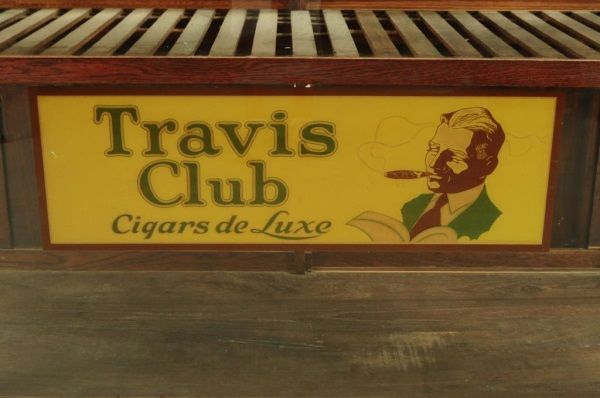 Travis
Club
Cigars de Luxe